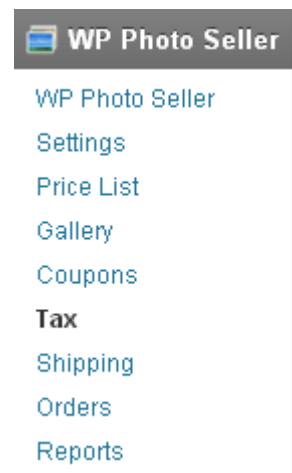 WP Photo Seller
WP Photo Seller
Settings
Price List
Gallery
Coupons
Tax
Shipping
Orders
Reports